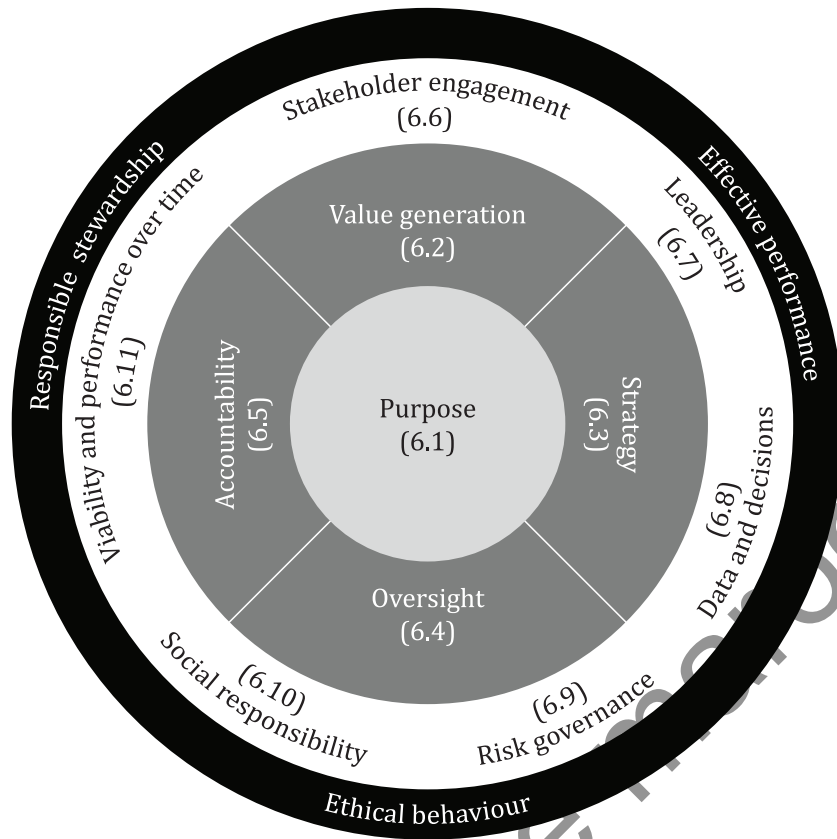 Stakeholder engagement
(6.6)
Responsible stewardship
Effective performance
Viability and performance over time
(6.11)
Leadership
(6.7)
Value generation
(6.2)
Accountability
(6.5)
Purpose
(6.1)
Strategy
(6.3)
Data and decisions
(6.8)
Oversight
(6.4)
Social responsibility
(6.10)
Risk governance
(6.9)
Ethical behaviour